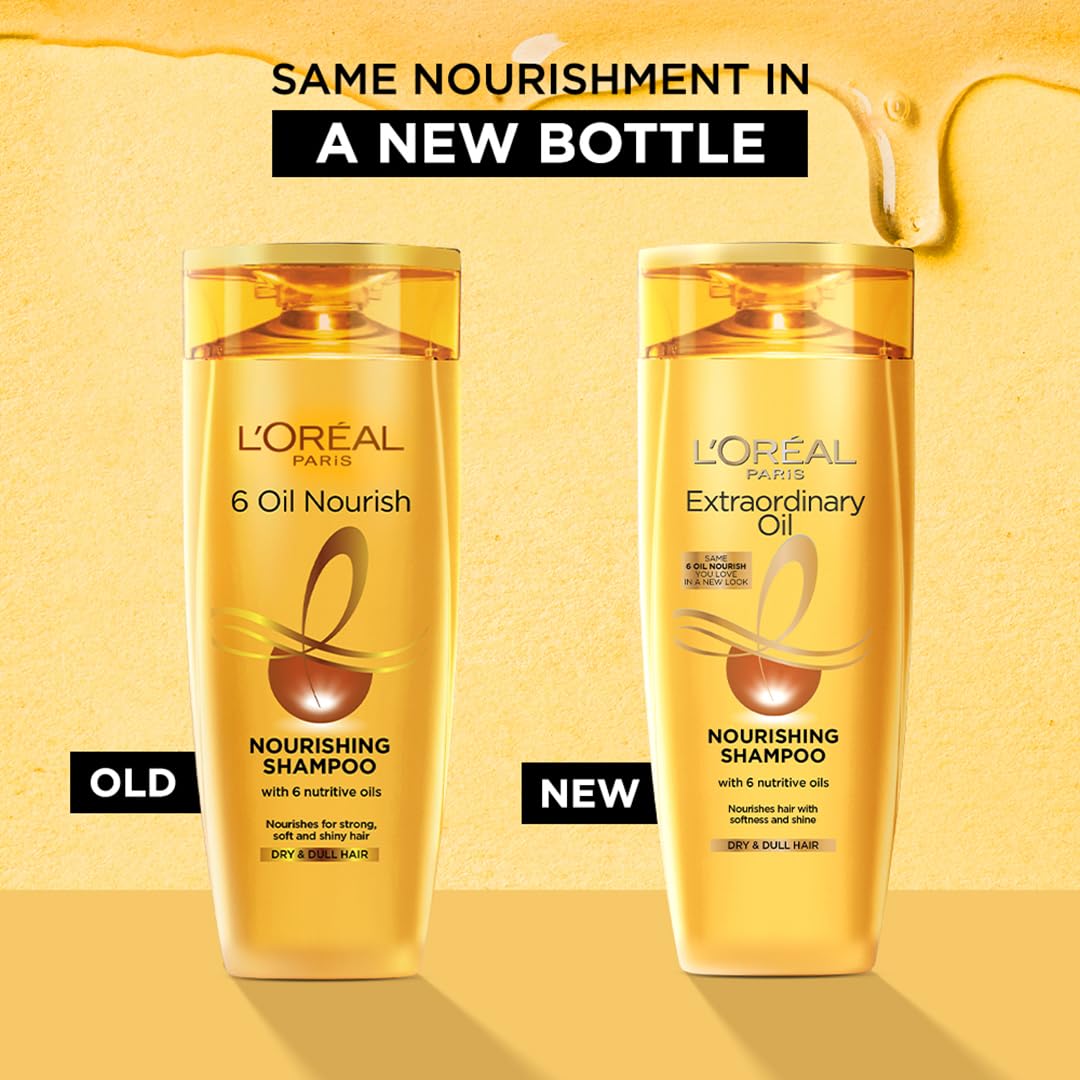 SAME NOURISHMENT IN
A NEW BOTTLE
L'ORÉAL
PARiS
6 Oil Nourish
NOURISHING
SHAMPOO
with 6 nutritive oils
Nourishes for strong,
soft and shiny hair
DRY & DULL HAIR
OLD
L'ORÉAL
PARiS
Extraordinary
Oil
SAME
6 OIL NOURISH
YOU LOVE
IN A NEW LOOK
NOURISHING
SHAMPOO
with 6 nutritive oils
Nourishes hair with
softness and shine
DRY & DULL HAIR
NEW